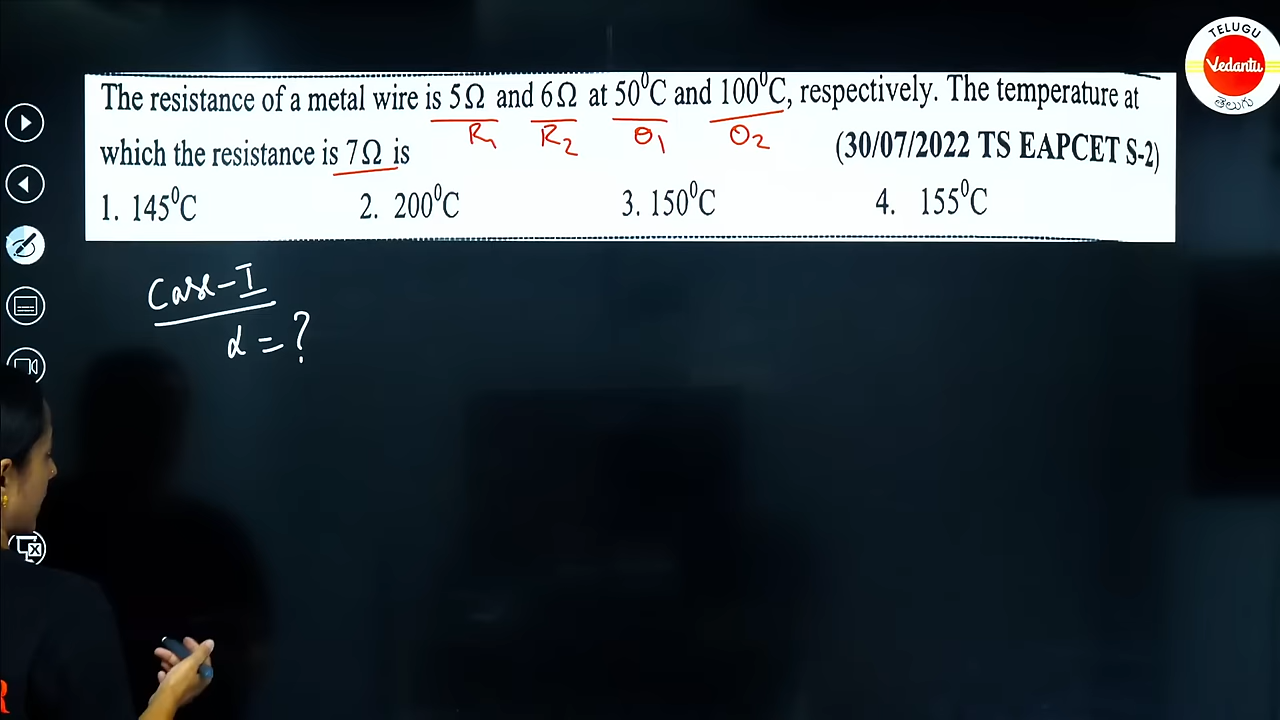 TELUGU
Vedantu
తెలుగు
The resistance of a metal wire is 5Ω and 6Ω at 50⁰C and 100⁰C, respectively. The temperature at
R₁ R₂ θ₁ θ₂
which the resistance is 7Ω is (30/07/2022 TS EAPCET S-2)
1. 145⁰C 2. 200⁰C 3. 150⁰C 4. 155⁰C
Case-I
α = ?